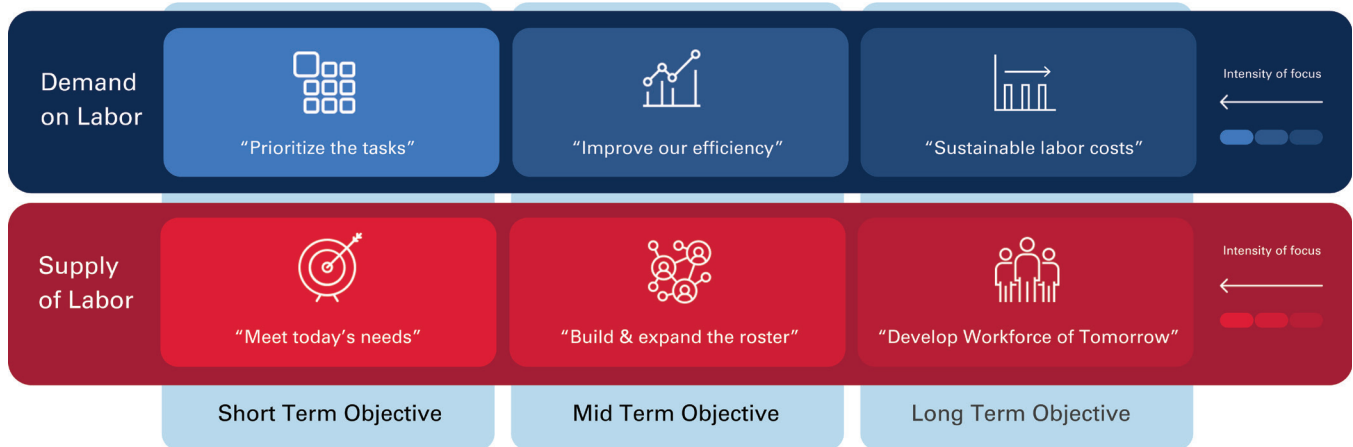 Demand
on Labor
“Prioritize the tasks”
“Improve our efficiency”
“Sustainable labor costs”
Intensity of focus
Supply
of Labor
“Meet today’s needs”
“Build & expand the roster”
“Develop Workforce of Tomorrow”
Intensity of focus
Short Term Objective
Mid Term Objective
Long Term Objective